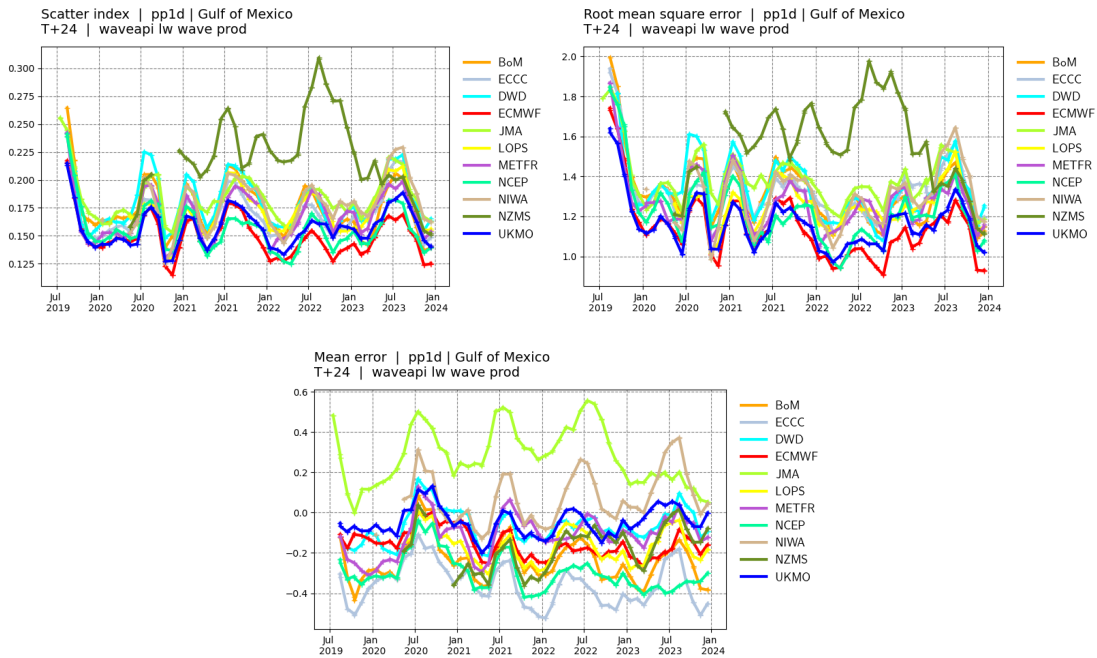 Scatter index | pp1d | Gulf of Mexico
T+24 | waveapi lw wave prod
0.300
0.275
0.250
0.225
0.200
0.175
0.150
0.125
Jul Jan Jul Jan Jul Jan Jul Jan Jul Jan
2019 2020 2020 2021 2021 2022 2022 2023 2023 2024
BoM
ECCC
DWD
ECMWF
JMA
LOPS
METFR
NCEP
NIWA
NZMS
UKMO
Root mean square error | pp1d | Gulf of Mexico
T+24 | waveapi lw wave prod
2.0
1.8
1.6
1.4
1.2
1.0
Jul Jan Jul Jan Jul Jan Jul Jan Jul Jan
2019 2020 2020 2021 2021 2022 2022 2023 2023 2024
BoM
ECCC
DWD
ECMWF
JMA
LOPS
METFR
NCEP
NIWA
NZMS
UKMO
Mean error | pp1d | Gulf of Mexico
T+24 | waveapi lw wave prod
0.6
0.4
0.2
0.0
−0.2
−0.4
Jul Jan Jul Jan Jul Jan Jul Jan Jul Jan
2019 2020 2020 2021 2021 2022 2022 2023 2023 2024
BoM
ECCC
DWD
ECMWF
JMA
LOPS
METFR
NCEP
NIWA
NZMS
UKMO